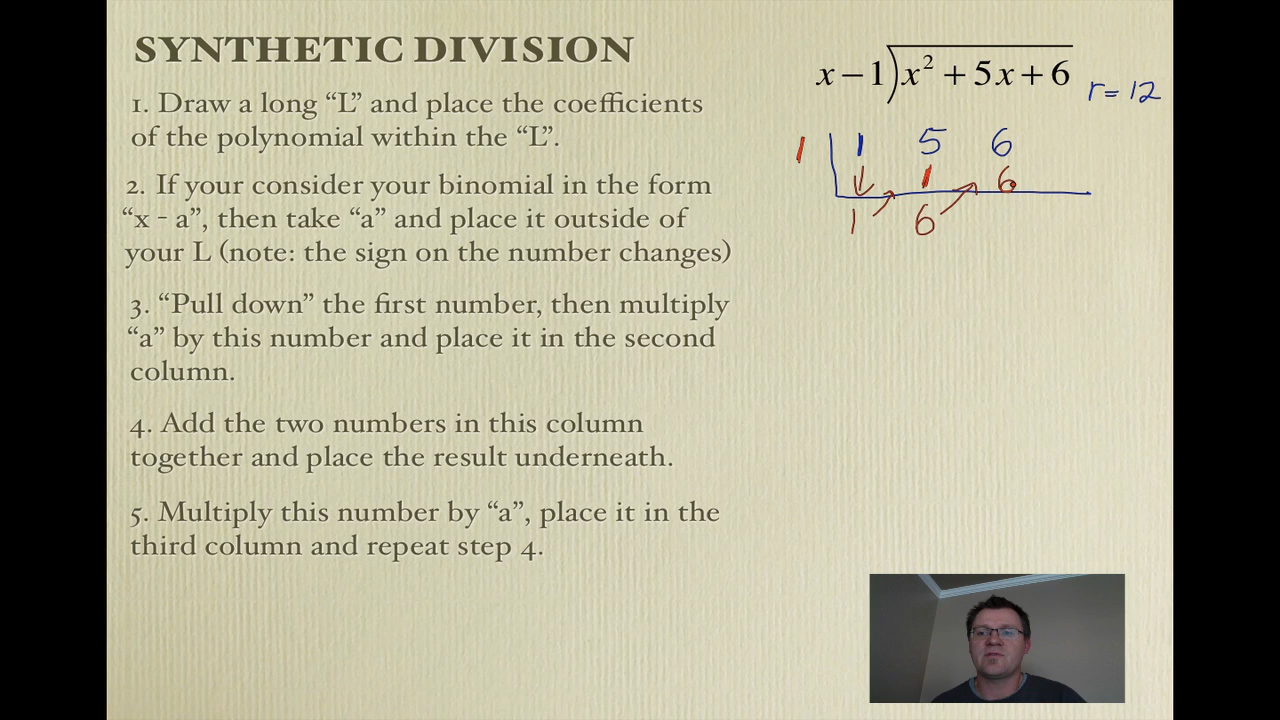 SYNTHETIC DIVISION
1. Draw a long “L” and place the coefficients
of the polynomial within the “L”.
2. If your consider your binomial in the form
“x - a”, then take “a” and place it outside of
your L (note: the sign on the number changes)
3. “Pull down” the first number, then multiply
“a” by this number and place it in the second
column.
4. Add the two numbers in this column
together and place the result underneath.
5. Multiply this number by “a”, place it in the
third column and repeat step 4.
x − 1)x² + 5x + 6
r = 12
1 1 5 6
1 6
1 6